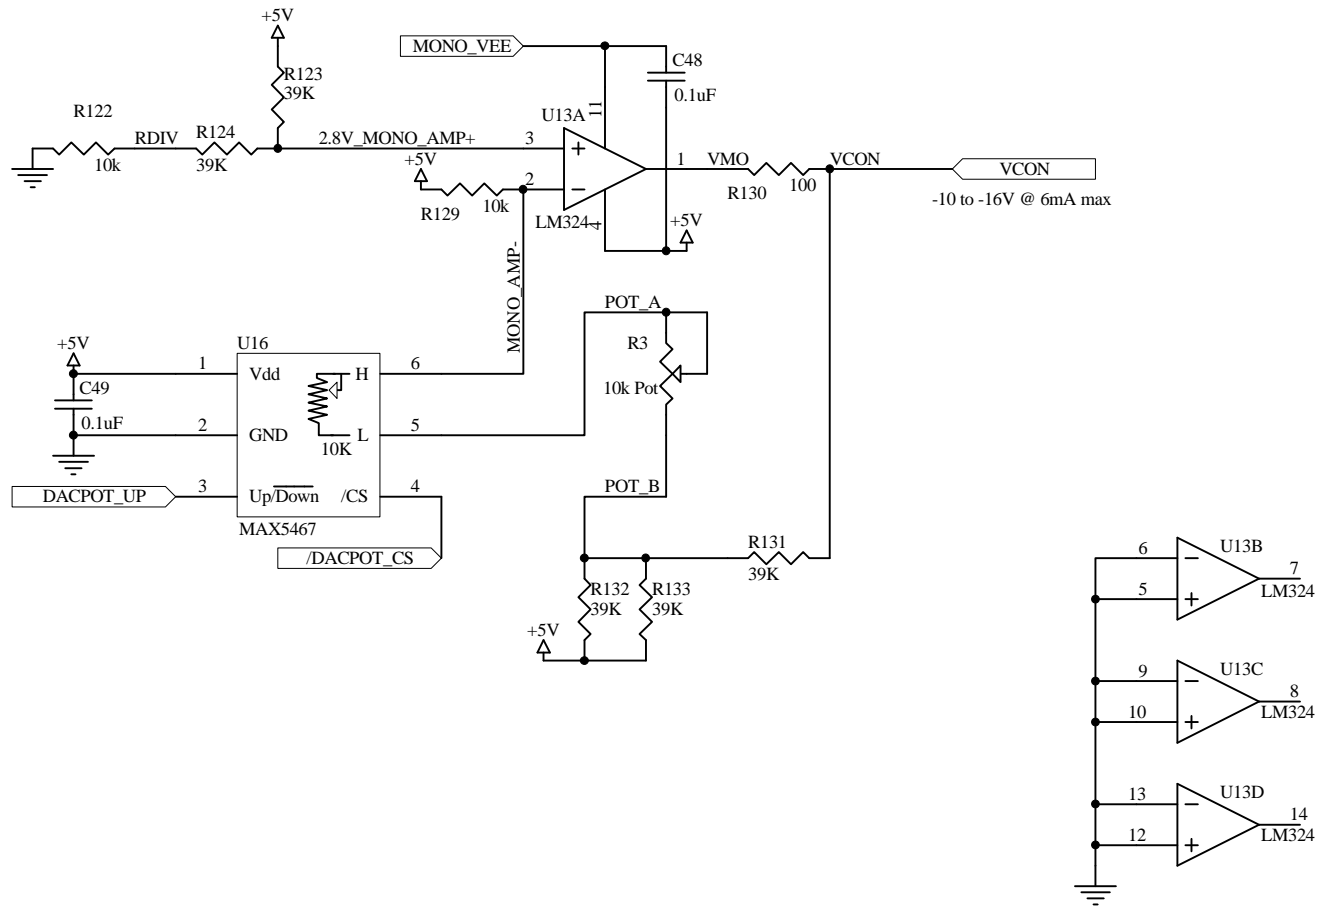 +5V
MONO_VEE
C48
0.1uF
R123
39K
R122
10k
RDIV
R124
39K
2.8V_MONO_AMP+
U13A
11
3
+
1
VMO
VCON
VCON
R130
100
-10 to -16V @ 6mA max
+5V
2
R129
10k
LM324
4
+5V
MONO_AMP-
POT_A
R3
10k Pot
POT_B
U16
+5V
1
Vdd
H
6
C49
0.1uF
2
GND
L
5
10K
DACPOT_UP
3
Up/Down
/CS
4
MAX5467
/DACPOT_CS
R131
39K
R132
39K
R133
39K
+5V
U13B
6
7
5
+
LM324
U13C
9
8
10
+
LM324
U13D
13
14
12
+
LM324